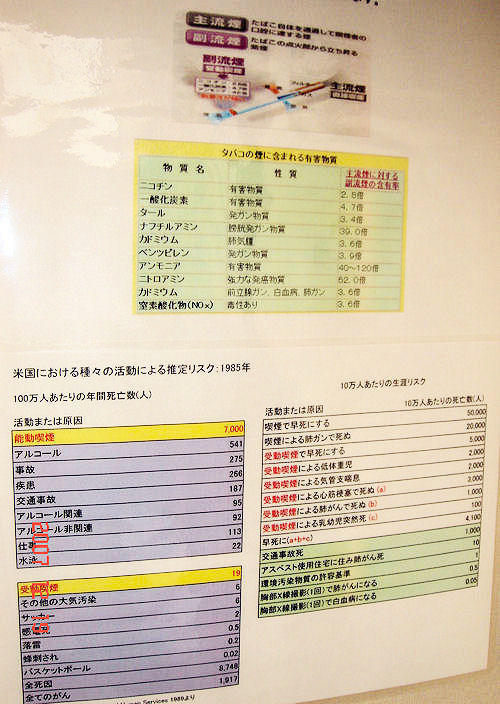 主流煙 たばこ自体を通過して喫煙者の口腔に達する煙
副流煙 たばこの点火部から立ち昇る紫煙
副流煙
受動喫煙
主流煙
タバコの煙に含まれる有害物質
物質名 性質 主流煙に対する副流煙の含有率
ニコチン 有害物質 2.8倍
一酸化炭素 有害物質 4.7倍
タール 発ガン物質 3.4倍
ナフチルアミン 膀胱発ガン物質 39.0倍
カドミウム 肺気腫 3.6倍
ベンツピレン 発ガン物質 3.9倍
アンモニア 有害物質 40～120倍
ニトロアミン 強力な発癌物質 52.0倍
カドミウム 前立腺ガン、白血病、肺ガン 3.6倍
窒素酸化物(NOx) 毒性あり 3.6倍
米国における種々の活動による推定リスク:1985年
100万人あたりの年間死亡数(人)
活動または原因
能動喫煙 7,000
アルコール 541
事故 275
疾患 266
交通事故 187
アルコール関連 95
アルコール非関連 92
仕事 113
水泳 22
受動喫煙 19
その他の大気汚染 6
サッカー 6
感電死 2
落雷 0.5
蜂刺され 0.2
バスケットボール 0.02
全死因 8,748
全てのがん 1,917
Human Services 1989より
10万人あたりの生涯リスク
活動または原因 10万人あたりの死亡数(人)
喫煙で早死にする 50,000
喫煙による肺ガンで死ぬ 20,000
受動喫煙で早死にする 5,000
受動喫煙による低体重児 2,000
受動喫煙による気管支喘息
受動喫煙による心筋梗塞で死ぬ (a) 3,000
受動喫煙による肺がんで死ぬ (b) 1,000
受動喫煙による乳幼児突然死 (c) 100
早死に(a+b+c) 4,100
交通事故死 1,000
アスベスト使用住宅に住み肺がん死 10
環境汚染物質の許容基準 1
胸部X線撮影(1回)で肺がんになる 0.5
胸部X線撮影(1回)で白血病になる 0.05